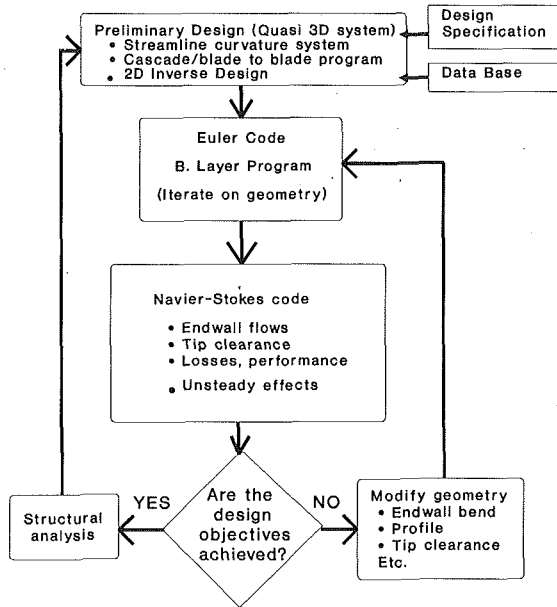 Preliminary Design (Quasi 3D system)
• Streamline curvature system
• Cascade/blade to blade program
• 2D Inverse Design
Design
Specification
Data Base
Euler Code
B. Layer Program
(Iterate on geometry)
Navier-Stokes code
• Endwall flows
• Tip clearance
• Losses, performance
• Unsteady effects
Are the
design
objectives
achieved?
YES
NO
Structural
analysis
Modify geometry
• Endwall bend
• Profile
• Tip clearance
Etc.